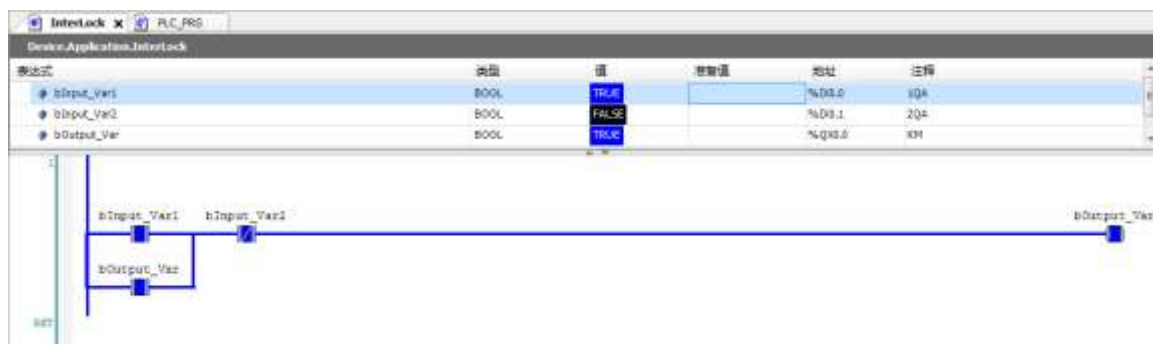 InterLock x PLC_PRG
Device.Application.InterLock
表达式 类型 值 准备值 地址 注释
bInput_Var1 BOOL TRUE %IX0.0 1QA
bInput_Var2 BOOL FALSE %IX0.1 2QA
bOutput_Var BOOL TRUE %QX0.0 KM
1
bInput_Var1 bInput_Var2 bOutput_Var
bOutput_Var
RET